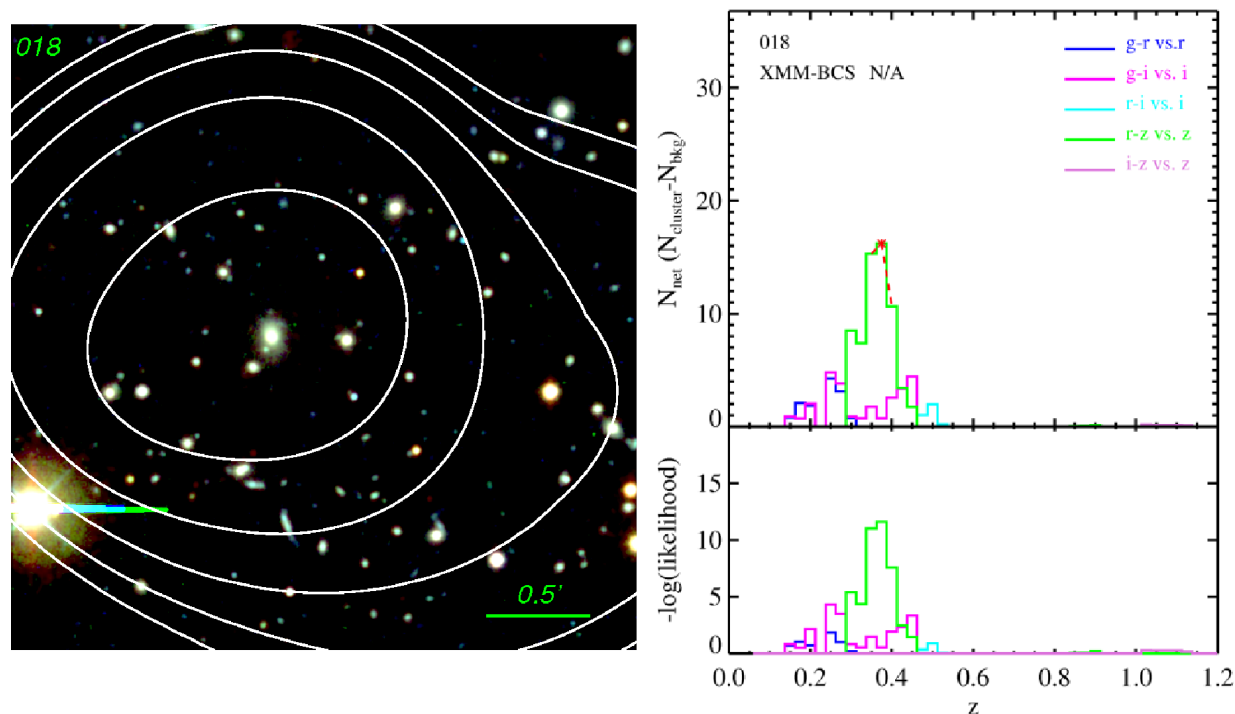 018
0.5'
018
XMM-BCS N/A
g-r vs.r
g-i vs. i
r-i vs. i
r-z vs. z
i-z vs. z
N_net (N_cluster-N_bkg)
30
20
10
0
-log(likelihood)
15
10
5
0
0.0 0.2 0.4 0.6 0.8 1.0 1.2
z